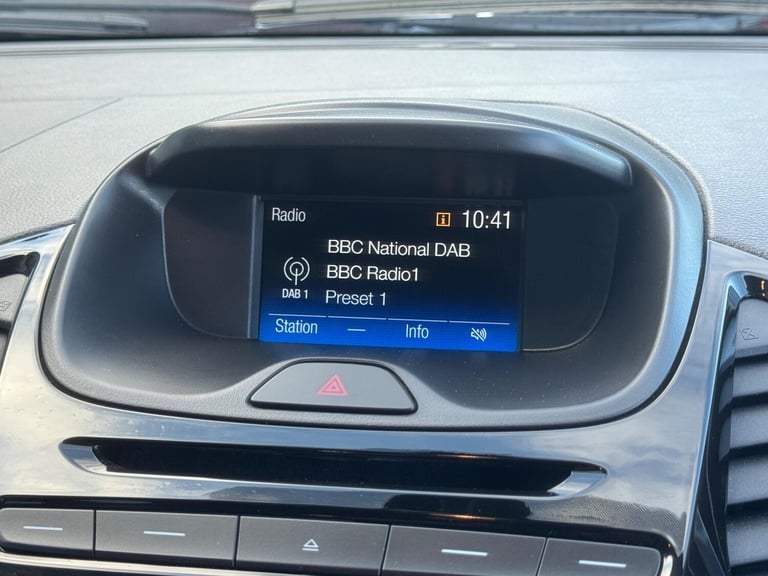 Radio 10:41
BBC National DAB
BBC Radio1
DAB 1 Preset 1
Station — Info